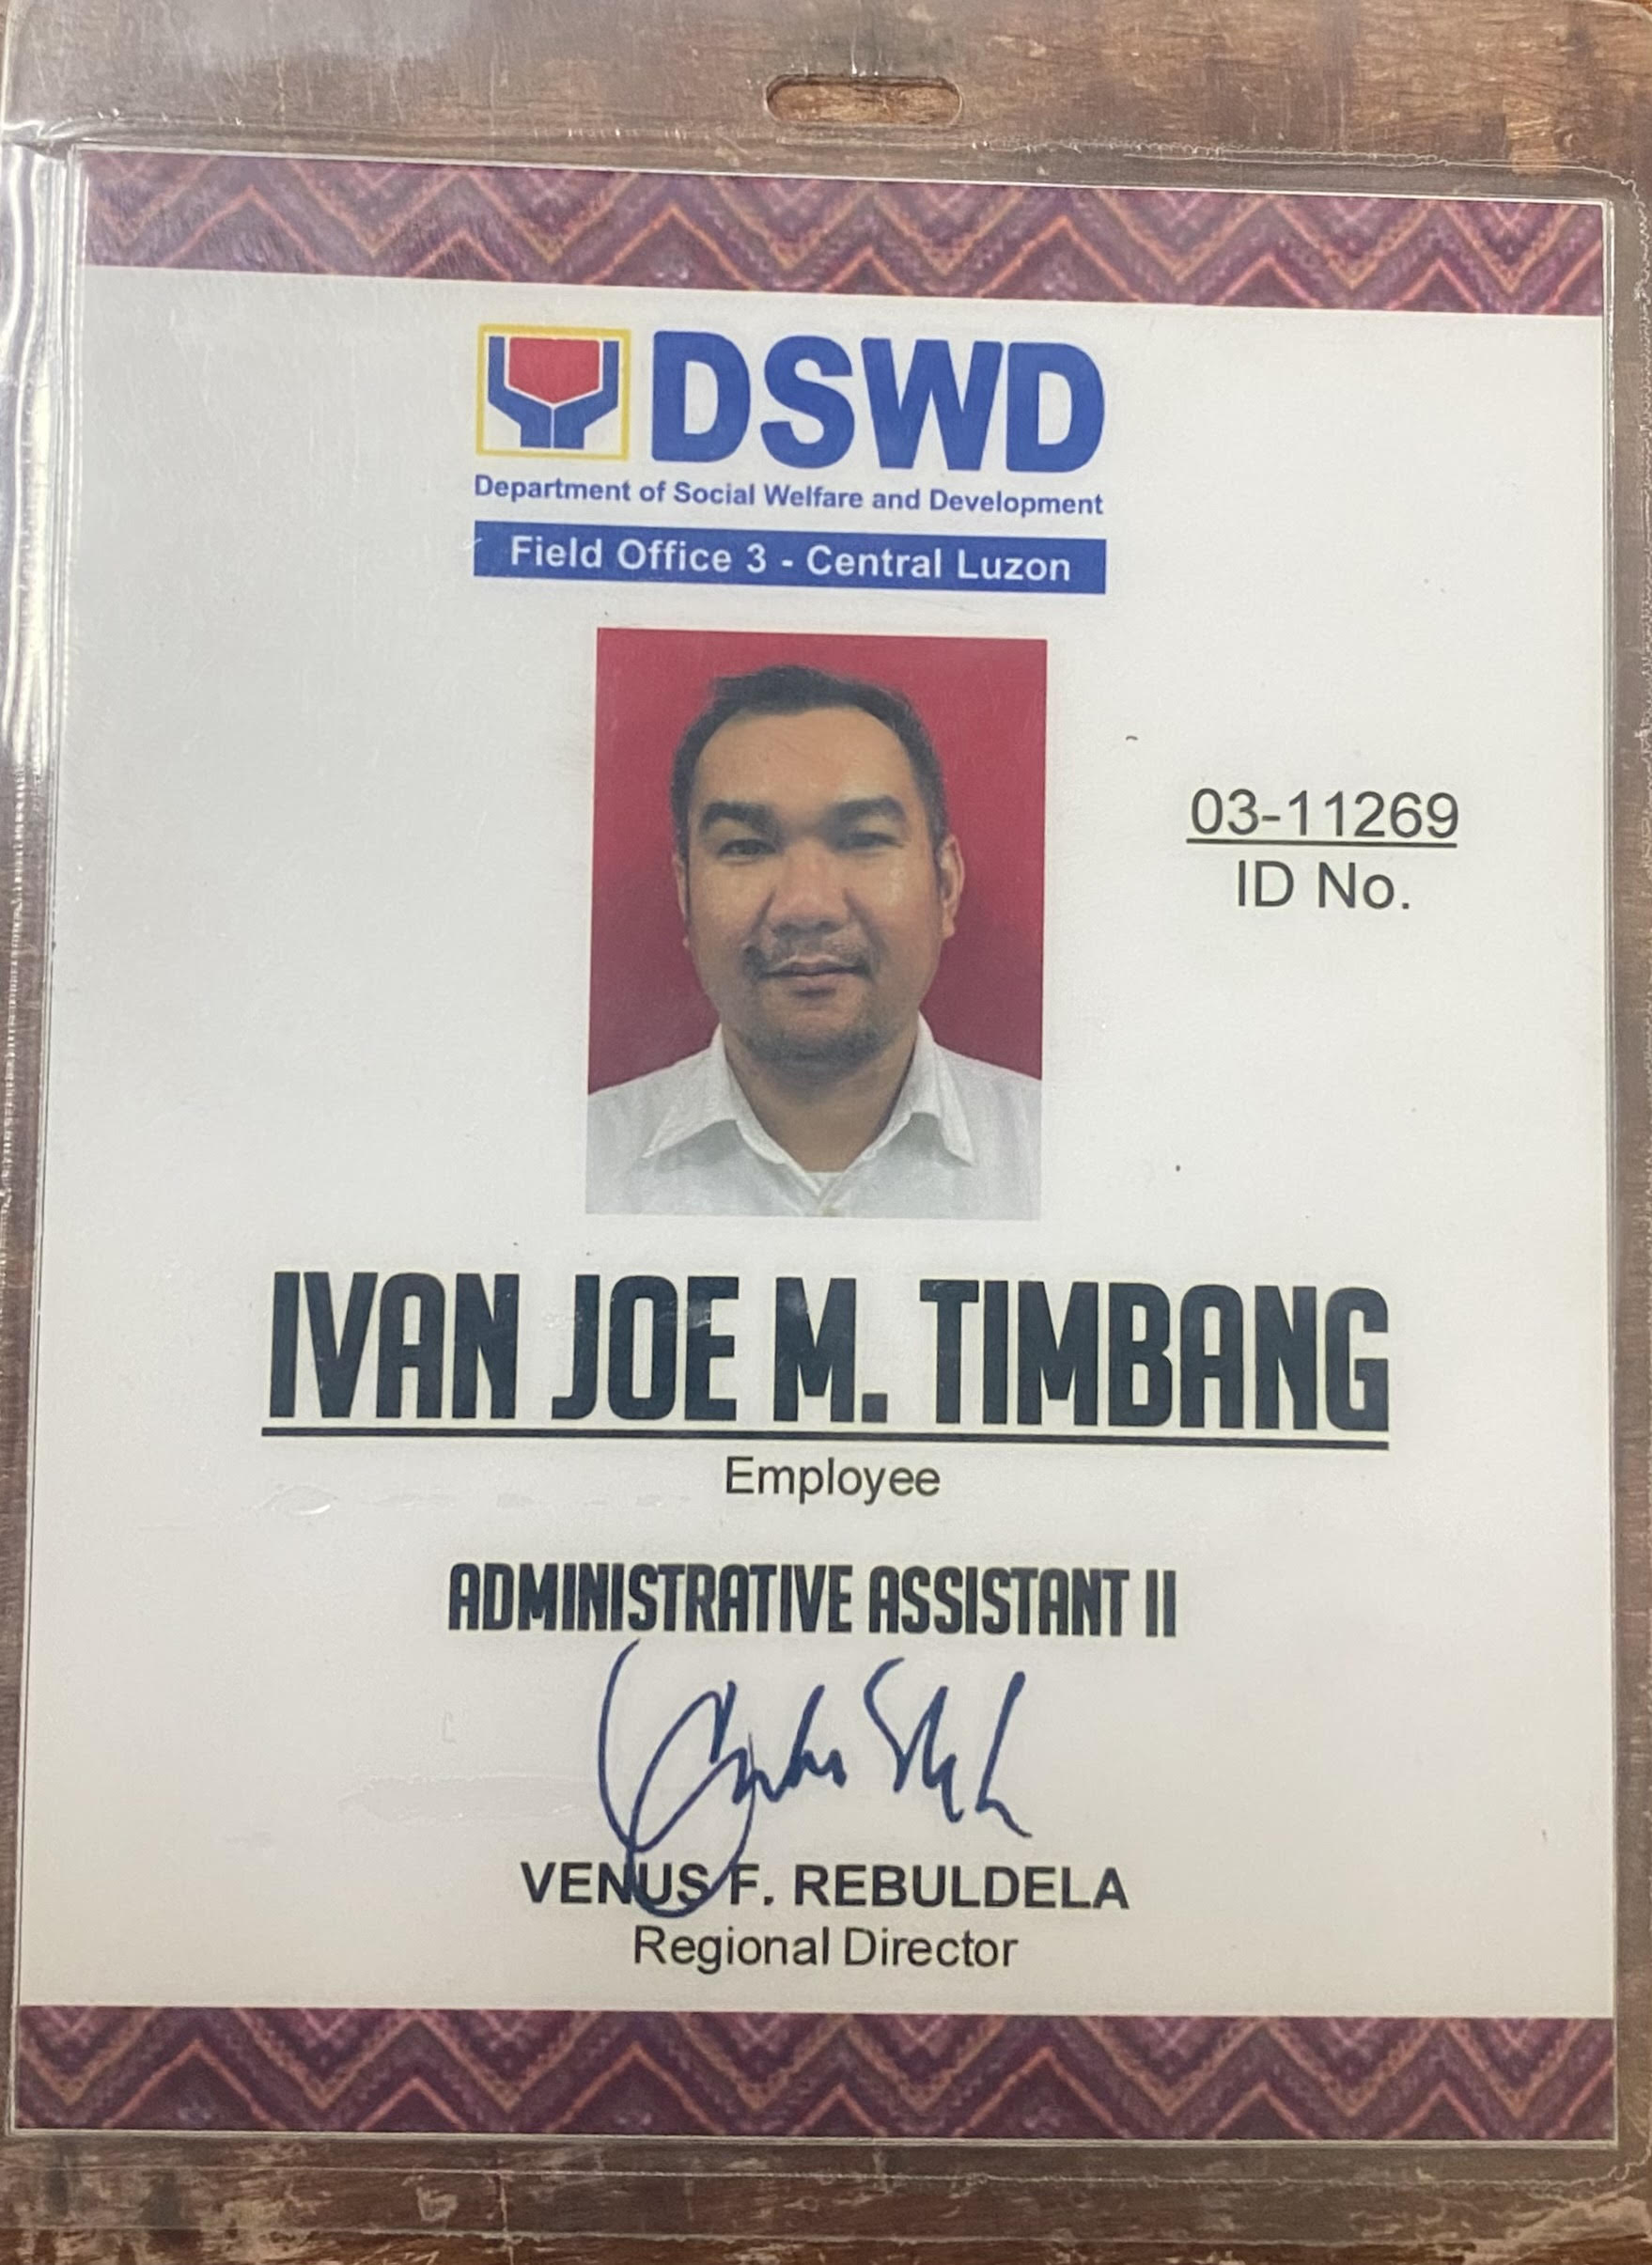 DSWD
Department of Social Welfare and Development
Field Office 3 - Central Luzon
03-11269
ID No.
IVAN JOE M. TIMBANG
Employee
ADMINISTRATIVE ASSISTANT II
VENUS F. REBULDELA
Regional Director